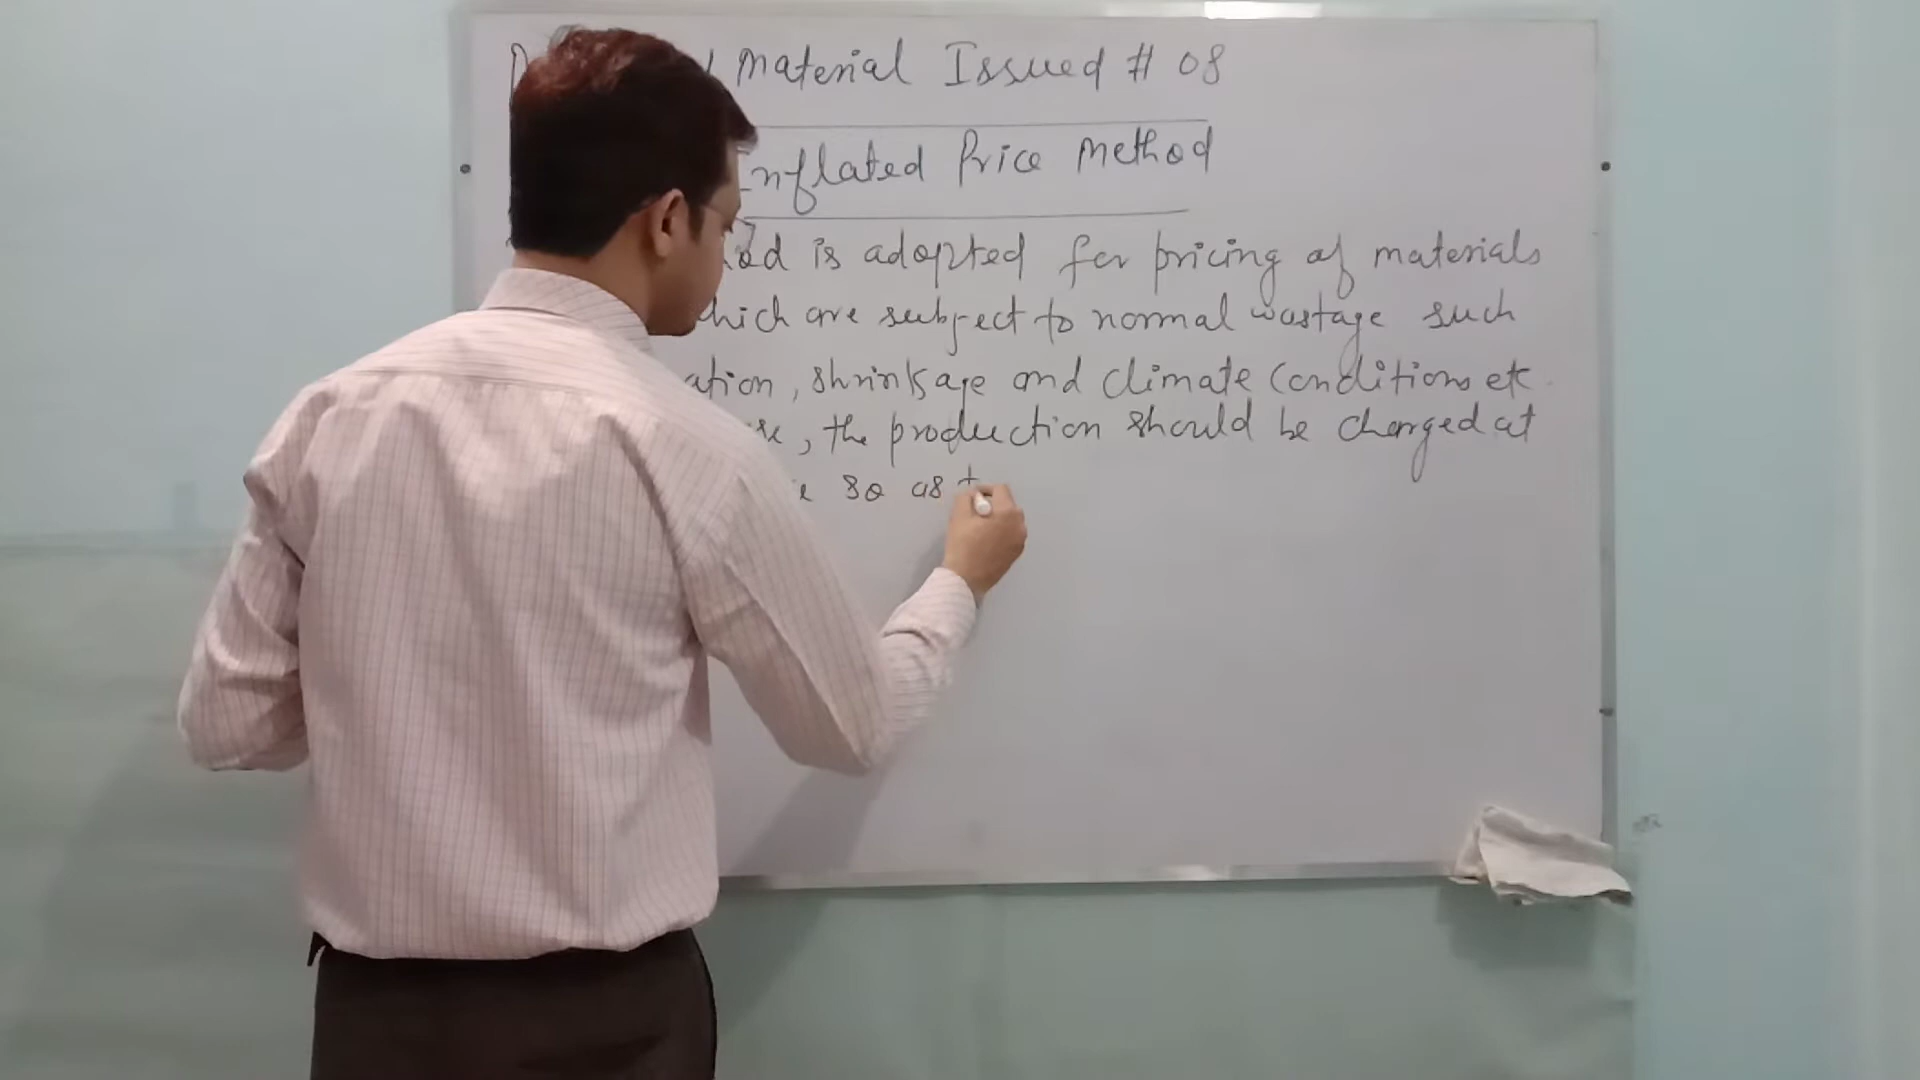 Material Issued # 08
Inflated Price Method
is adopted for pricing of materials
which are subject to normal wastage such
shrinkage and climate conditions etc
, the production should be charged at
so as